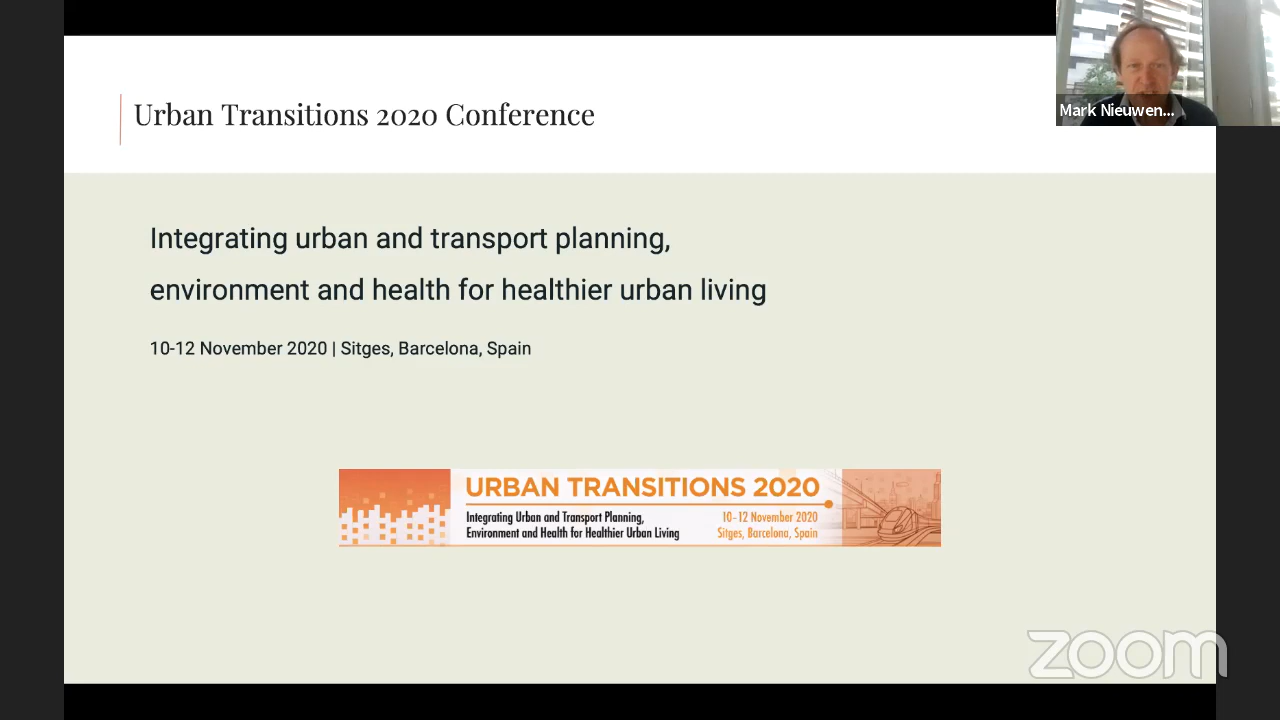 Urban Transitions 2020 Conference
Mark Nieuwen...
Integrating urban and transport planning,
environment and health for healthier urban living
10-12 November 2020 | Sitges, Barcelona, Spain
URBAN TRANSITIONS 2020
Integrating Urban and Transport Planning,
Environment and Health for Healthier Urban Living
10-12 November 2020
Sitges, Barcelona, Spain
zoom